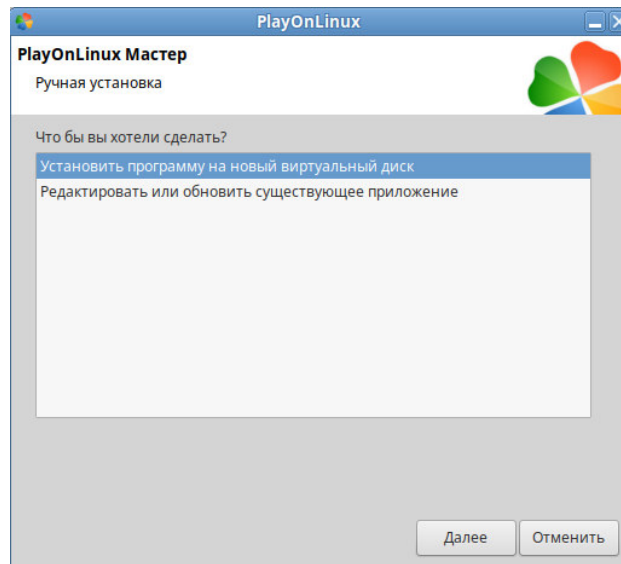 PlayOnLinux
PlayOnLinux Мастер
Ручная установка
Что бы вы хотели сделать?
Установить программу на новый виртуальный диск
Редактировать или обновить существующее приложение
Далее
Отменить